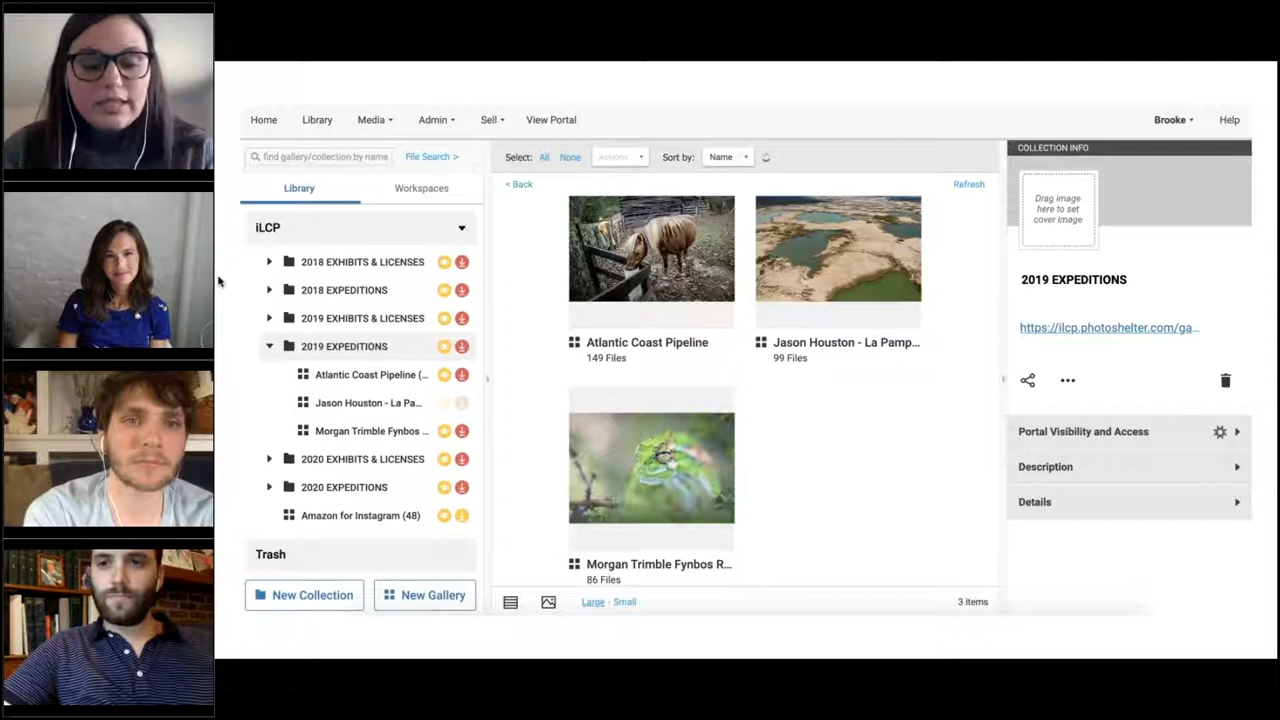 Home Library Media Admin Sell View Portal Brooke Help
find gallery/collection by name File Search >
Library Workspaces
iLCP
2018 EXHIBITS & LICENSES
2018 EXPEDITIONS
2019 EXHIBITS & LICENSES
2019 EXPEDITIONS
Atlantic Coast Pipeline (...
Jason Houston - La Pa...
Morgan Trimble Fynbos ...
2020 EXHIBITS & LICENSES
2020 EXPEDITIONS
Amazon for Instagram (48)
Trash
New Collection New Gallery
Select: All None Actions Sort by: Name
< Back Refresh
Atlantic Coast Pipeline
149 Files
Jason Houston - La Pamp...
99 Files
Morgan Trimble Fynbos R...
86 Files
Large Small 3 items
COLLECTION INFO
Drag image
here to set
cover image
2019 EXPEDITIONS
https://ilcp.photoshelter.com/ga...
Portal Visibility and Access
Description
Details